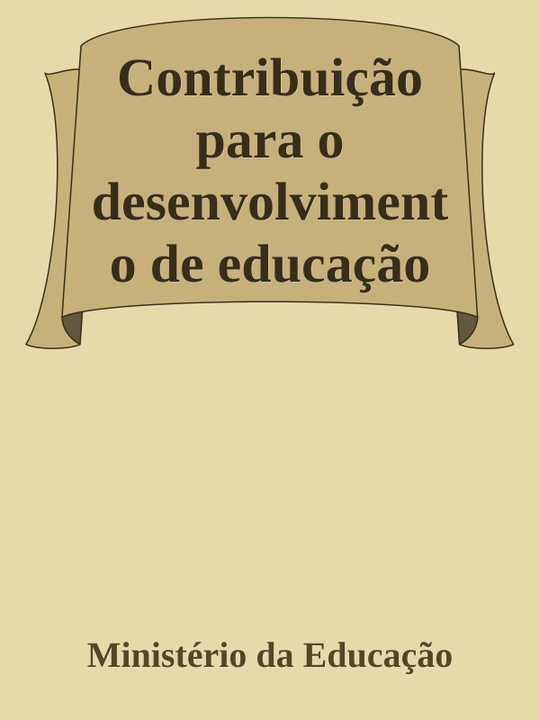 Contribuição
para o
desenvolviment
o de educação
Ministério da Educação